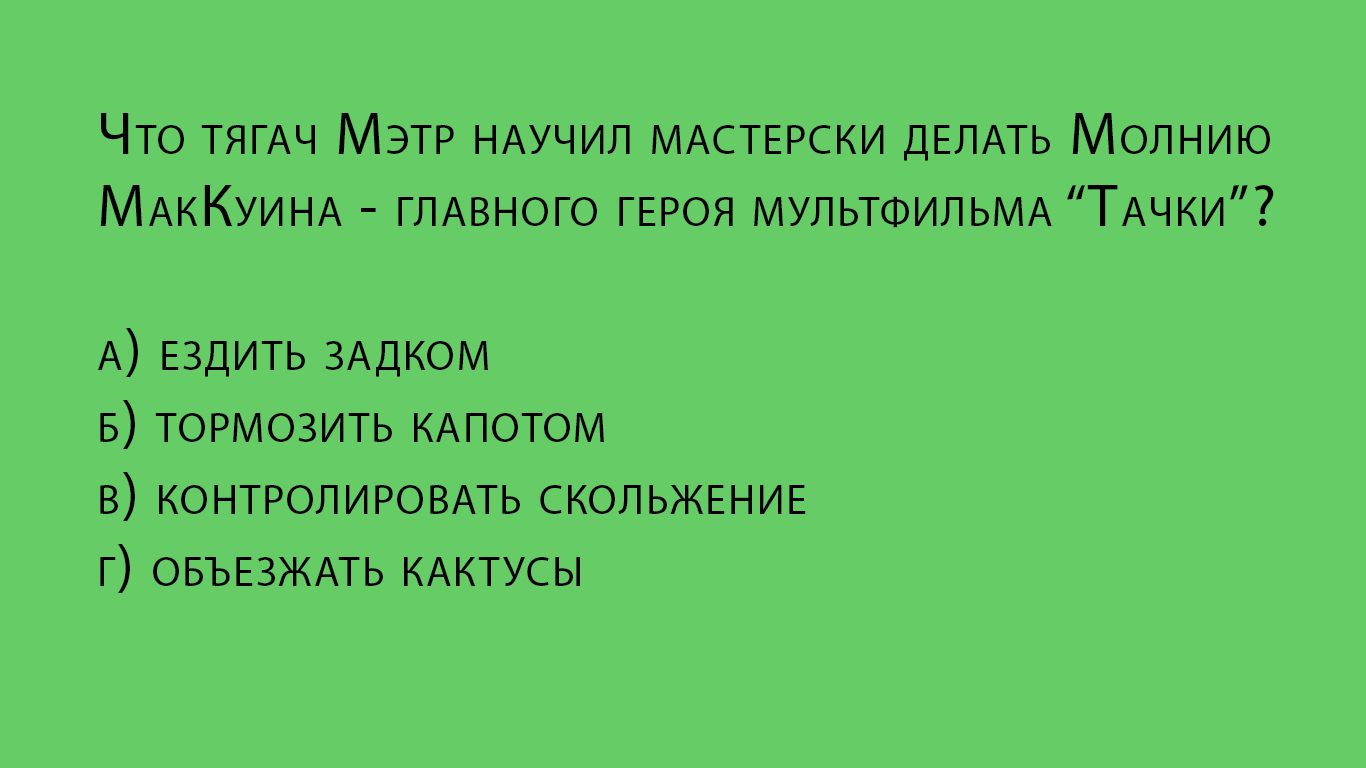 Что тягач Мэтр научил мастерски делать Молнию
МакКуина - главного героя мультфильма “Тачки”?
а) ездить задком
б) тормозить капотом
в) контролировать скольжение
г) объезжать кактусы